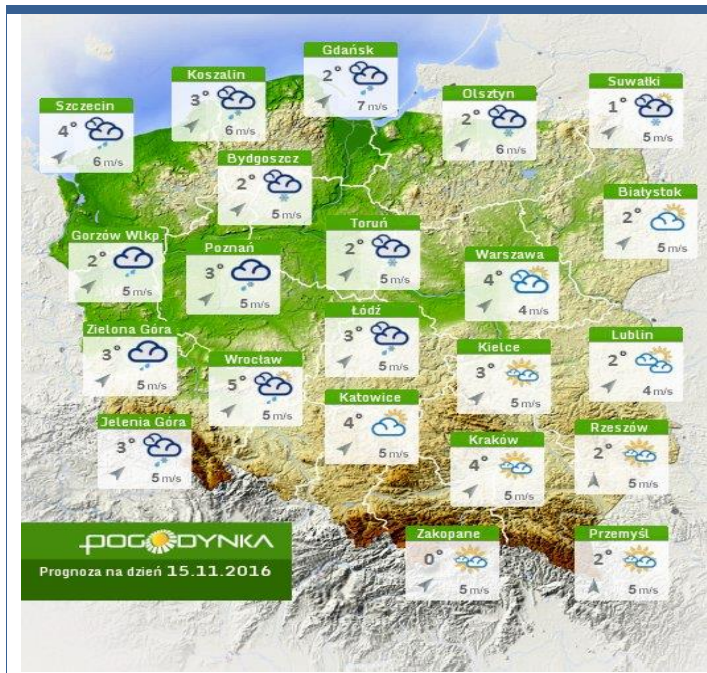 Gdańsk
2°
7 m/s
Koszalin
3°
6 m/s
Suwałki
1°
5 m/s
Olsztyn
2°
6 m/s
Szczecin
4°
6 m/s
Bydgoszcz
2°
5 m/s
Białystok
2°
5 m/s
Toruń
2°
5 m/s
Gorzów Wlkp
2°
5 m/s
Poznań
3°
5 m/s
Warszawa
4°
4 m/s
Łódź
3°
5 m/s
Zielona Góra
3°
5 m/s
Lublin
2°
4 m/s
Kielce
3°
5 m/s
Wrocław
5°
5 m/s
Katowice
4°
5 m/s
Jelenia Góra
3°
5 m/s
Rzeszów
2°
5 m/s
Kraków
4°
5 m/s
Zakopane
0°
5 m/s
Przemyśl
2°
5 m/s
POGODYNKA
Prognoza na dzień 15.11.2016